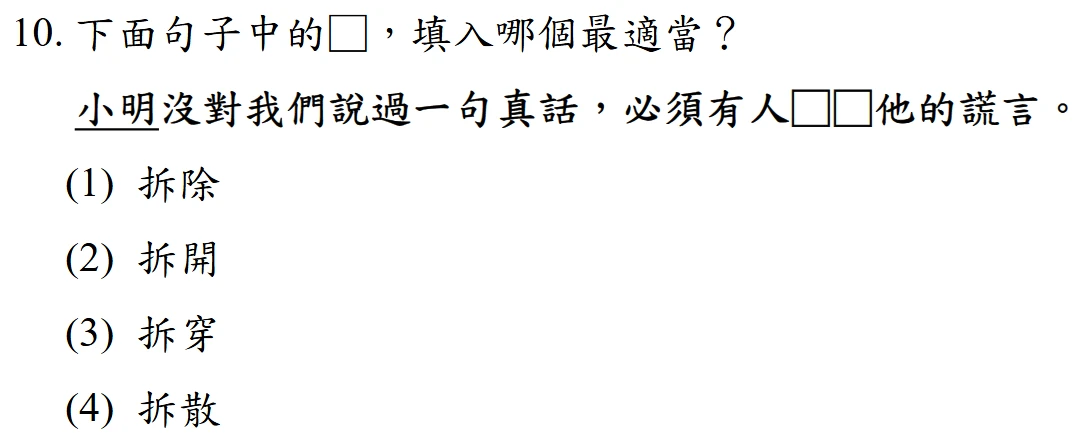 10. 下面句子中的□，填入哪個最適當？
小明沒對我們說過一句真話，必須有人□□他的謊言。
(1) 拆除
(2) 拆開
(3) 拆穿
(4) 拆散